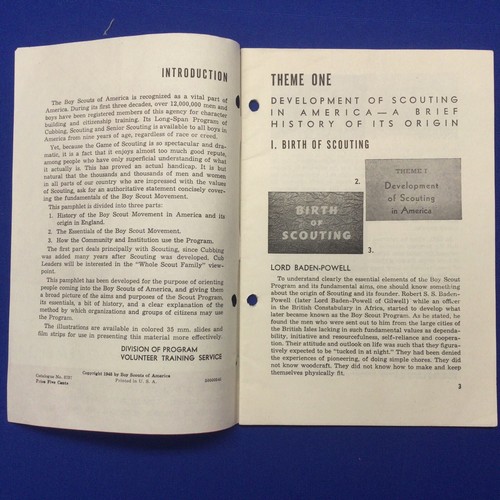 INTRODUCTION
The Boy Scouts of America is recognized as a vital part of
America. During its first three decades, over 12,000,000 men and
boys have been registered members of this agency for character
building and citizenship training. Its Long-Span Program of
Cubbing, Scouting and Senior Scouting is available to all boys in
America from nine years of age, regardless of race or creed.
Yet, because the Game of Scouting is so spectacular and dra-
matic, it is a fact that it enjoys almost too much good repute,
among people who have only superficial understanding of what
it actually is. This has proved an actual handicap. It is but
natural that the thousands and thousands of men and women
in all parts of our country who are impressed with the values
of Scouting, ask for an authoritative statement concisely cover-
ing the fundamentals of the Boy Scout Movement.
This pamphlet is divided into three parts:
1. History of the Boy Scout Movement in America and its
origin in England.
2. The Essentials of the Boy Scout Movement.
3. How the Community and Institution use the Program.
The first part deals principally with Scouting, since Cubbing
was added many years after Scouting was developed. Cub
Leaders will be interested in the "Whole Scout Family" view-
point.
This pamphlet has been developed for the purpose of orienting
people coming into the Boy Scouts of America, and giving them
a broad picture of the aims and purposes of the Scout Program,
its essentials, a bit of history, and a clear explanation of the
method by which organizations and groups of citizens may use
the Program.
The illustrations are available in colored 35 mm. slides and
film strips for use in presenting this material more effectively.
DIVISION OF PROGRAM
VOLUNTEER TRAINING SERVICE
Price Five Cents
Boy Scouts of America
Printed in U. S. A.
THEME ONE
DEVELOPMENT OF SCOUTING
IN AMERICA—A BRIEF
HISTORY OF ITS ORIGIN
I. BIRTH OF SCOUTING
2.
BIRTH
OF
SCOUTING
THEME I
Development
of Scouting
in America
3.
LORD BADEN-POWELL
To understand clearly the essential elements of the Boy Scout
Program and its fundamental aims, one should know something
about the origin of Scouting and its founder. Robert S. S. Baden-
Powell (later Lord Baden-Powell of Gilwell) while an officer
in the British Constabulary in Africa, started to develop what
later became known as the Boy Scout Program. As he stated, he
found the men who were sent out to him from the large cities of
the British Isles lacking in such fundamental values as dependa-
bility, initiative and resourcefulness, self-reliance and coopera-
tion. Their attitude and outlook on life was such that they figura-
tively expected to be "tucked in at night." They had been denied
the experiences of pioneering, of doing simple chores. They did
not know woodcraft. They did not know how to make and keep
themselves physically fit.
3